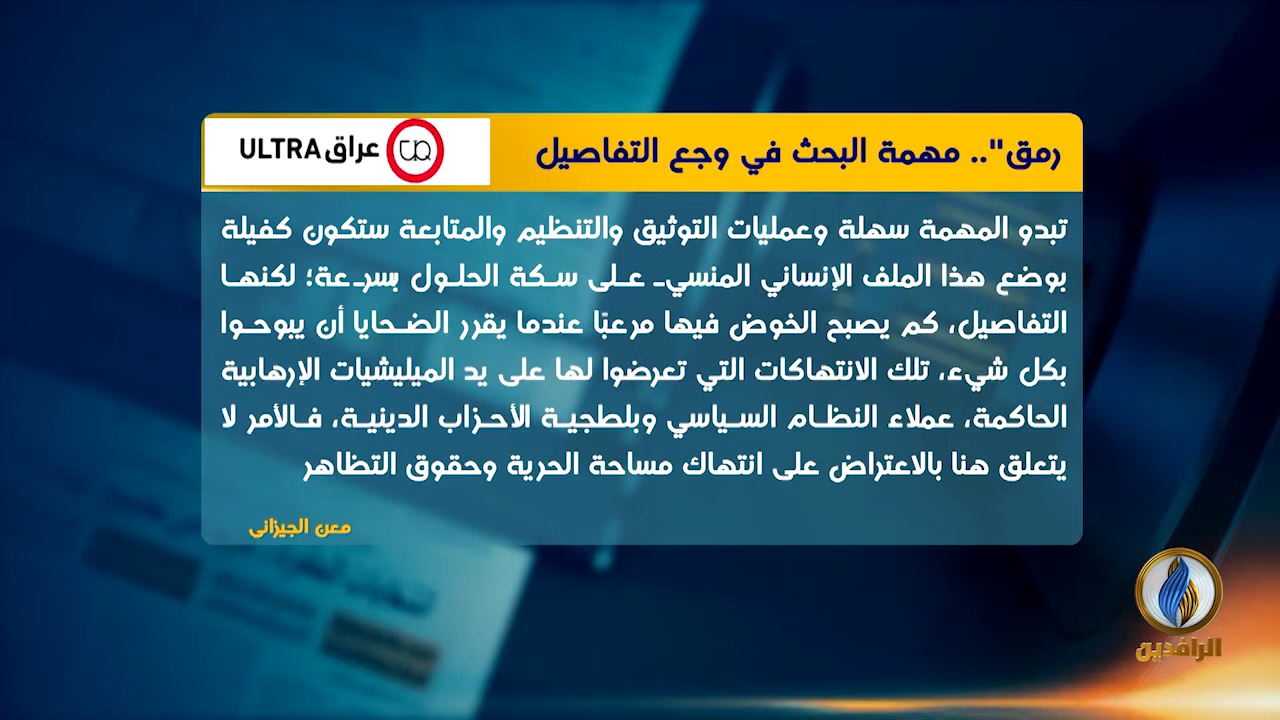 رمق".. مهمة البحث في وجع التفاصيل
ULTRA عراق
تبدو المهمة سهلة وعمليات التوثيق والتنظيم والمتابعة ستكون كفيلة
بوضع هذا الملف الإنساني المنسي على سكة الحلول بسرعة؛ لكنها
التفاصيل، كم يصبح الخوض فيها مرعبًا عندما يقرر الضحايا أن يبوحوا
بكل شيء، تلك الانتهاكات التي تعرضوا لها على يد الميليشيات الإرهابية
الحاكمة، عملاء النظام السياسي وبلطجية الأحزاب الدينية، فالأمر لا
يتعلق هنا بالاعتراض على انتهاك مساحة الحرية وحقوق التظاهر
معن الجيزاني
الرافدين